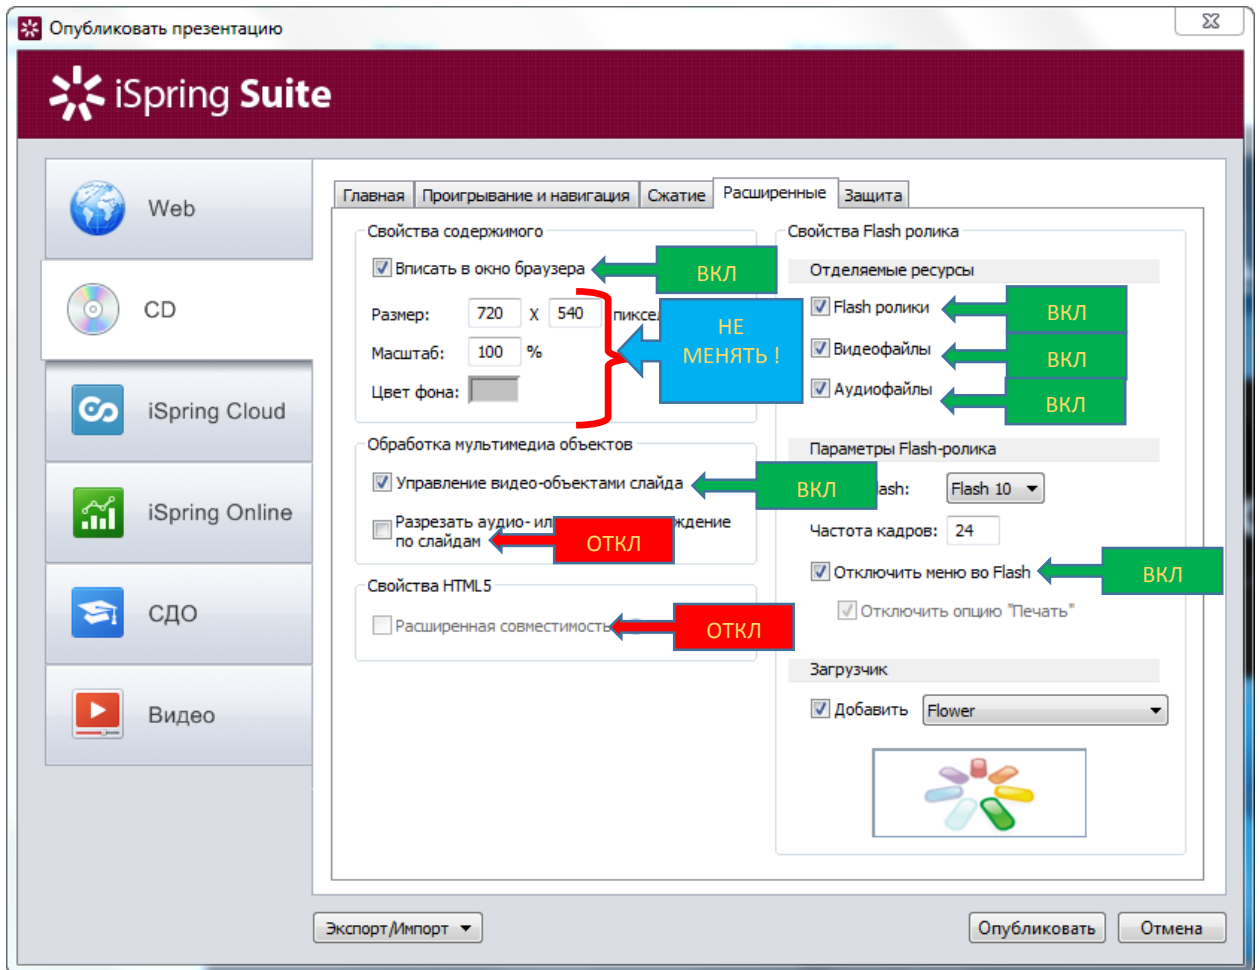 Опубликовать презентацию
iSpring Suite
Web
CD
iSpring Cloud
iSpring Online
СДО
Видео
Главная Проигрывание и навигация Сжатие Расширенные Защита
Свойства содержимого
Вписать в окно браузера
ВКЛ
Размер: 720 X 540
Масштаб: 100 %
Цвет фона:
НЕ
МЕНЯТЬ !
Обработка мультимедиа объектов
Управление видео-объектами слайда
ВКЛ
Разрезать аудио-
по слайдам
ОТКЛ
Свойства HTML5
Расширенная совместимость
ОТКЛ
Свойства Flash ролика
Отделяемые ресурсы
Flash ролики
ВКЛ
Видеофайлы
ВКЛ
Аудиофайлы
ВКЛ
Параметры Flash-ролика
Flash 10
Частота кадров: 24
Отключить меню во Flash
ВКЛ
Отключить опцию "Печать"
Загрузчик
Добавить Flower
Экспорт/Импорт
Опубликовать
Отмена